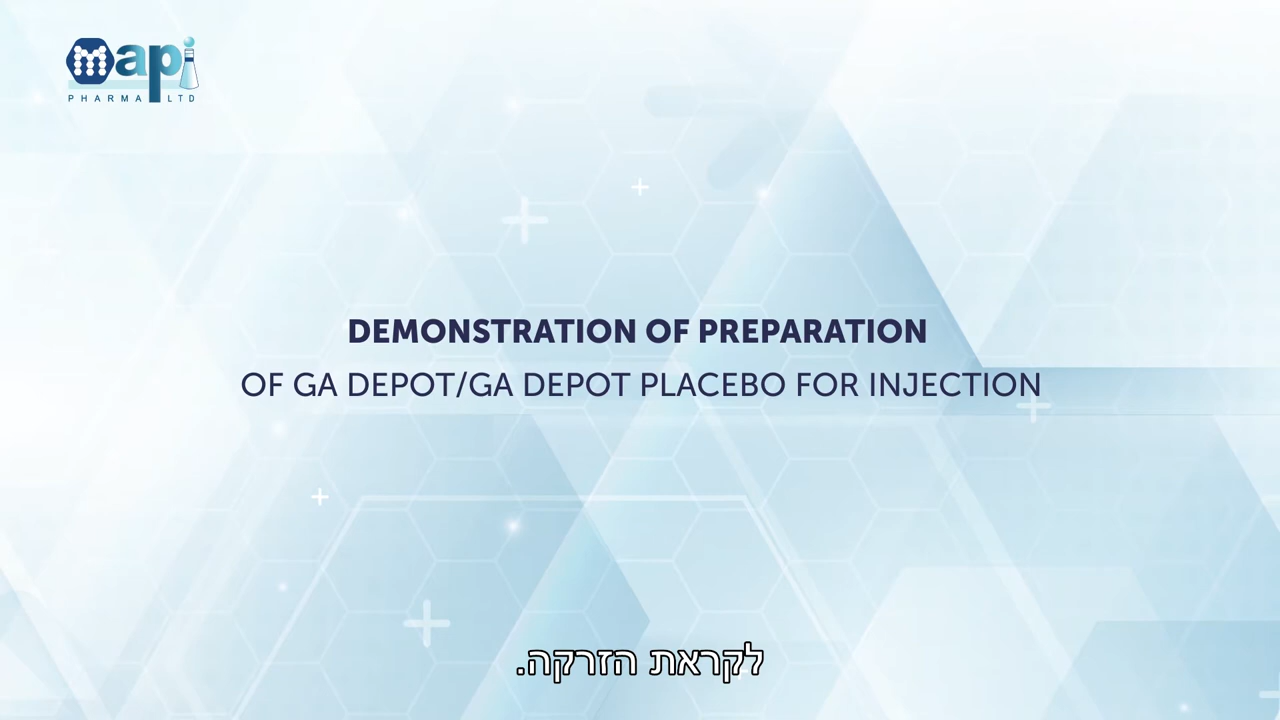 mapi
PHARMA LTD
DEMONSTRATION OF PREPARATION
OF GA DEPOT/GA DEPOT PLACEBO FOR INJECTION
לקראת הזרקה.